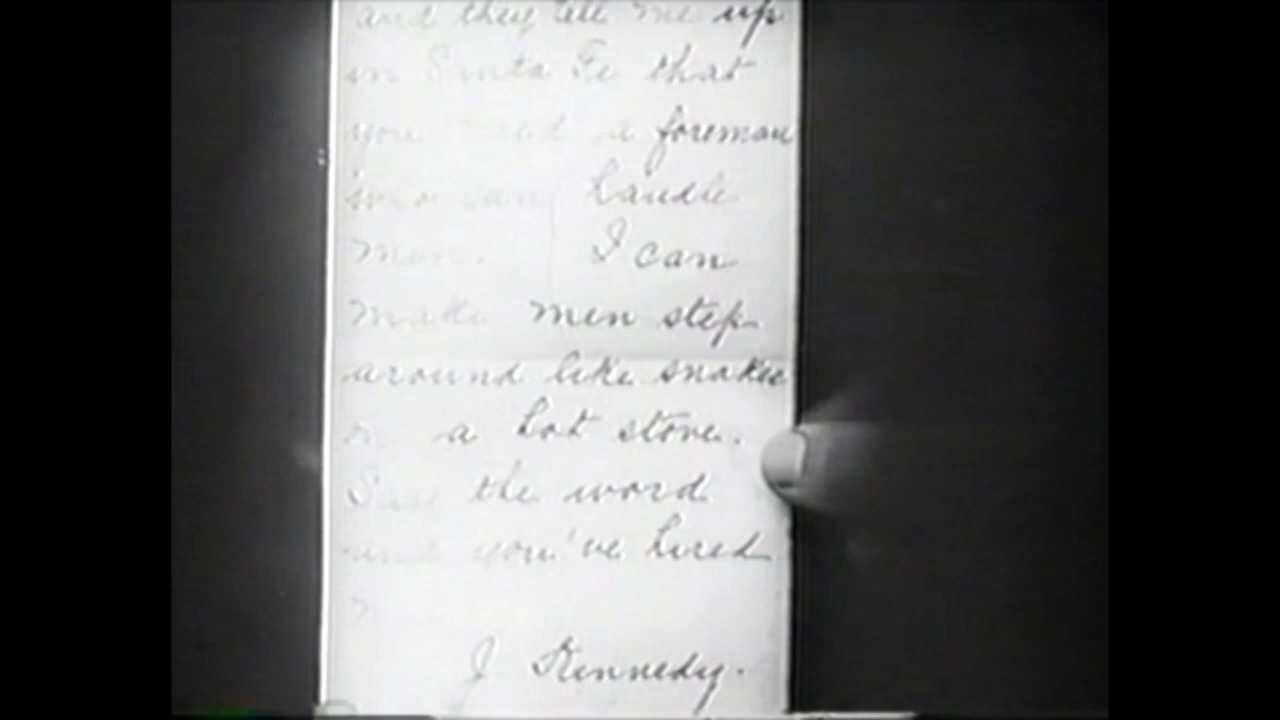 and they tell me up
in Santa Fe that
you need a foreman
who can handle
men. I can
make men step
around like snakes
on a hot stove.
Say the word
and you've hired
J Kennedy.